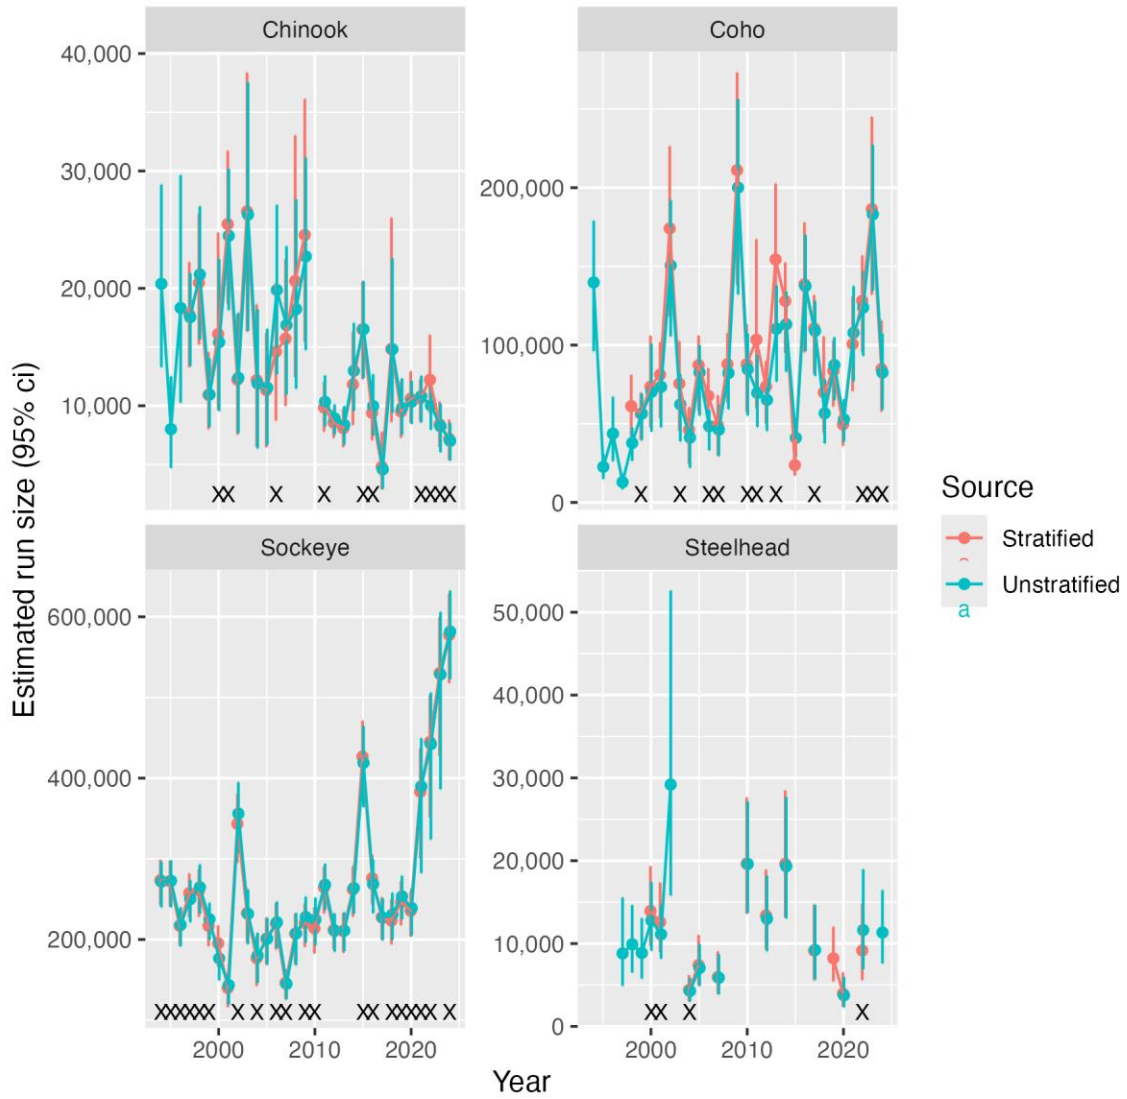 Chinook
Coho
40,000
30,000
20,000
10,000
200,000
100,000
0
XX X X XX XXXX
X X XX XX X X XXX
Sockeye
Steelhead
600,000
400,000
200,000
50,000
40,000
30,000
20,000
10,000
0
XXXXXX X X XX XX XX XXXXX X
XX X X
2000 2010 2020
2000 2010 2020
Year
Estimated run size (95% ci)
Source
Stratified
Unstratified
a